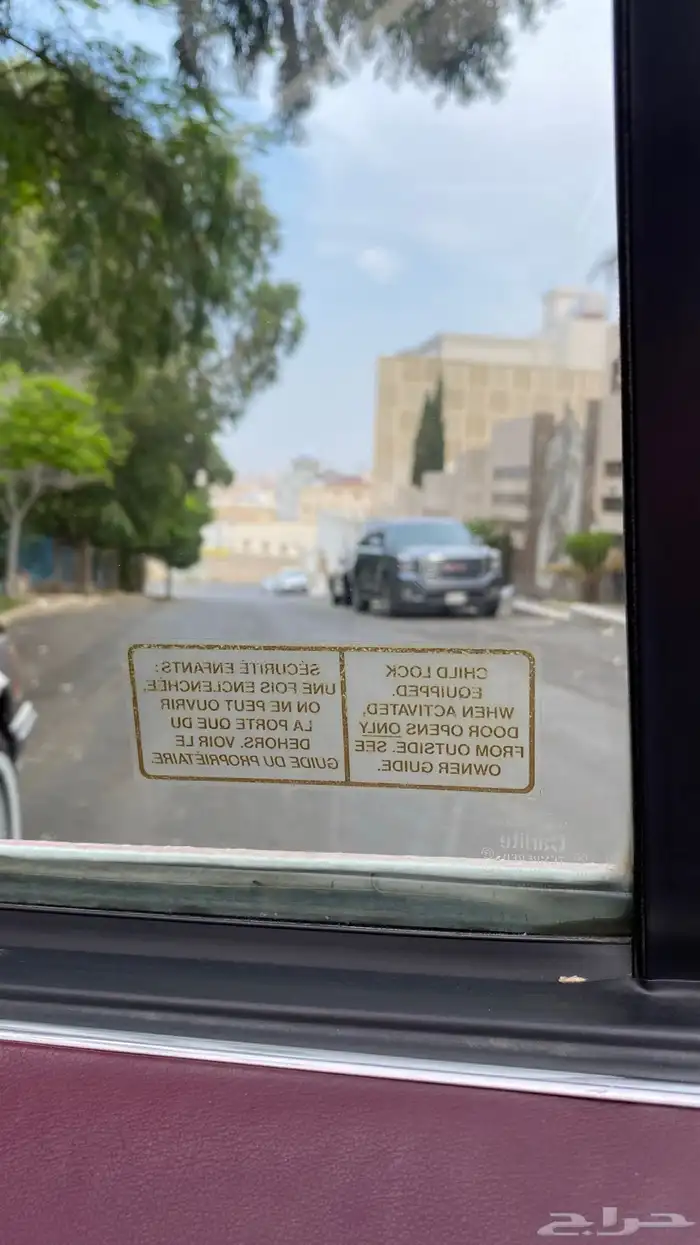 CHILD LOCK
EQUIPPED.
WHEN ACTIVATED,
DOOR OPENS ONLY
FROM OUTSIDE. SEE
OWNER GUIDE.
SÉCURITÉ ENFANTS:
UNE FOIS ENCLENCHÉE,
ON NE PEUT OUVRIR
LA PORTE QUE DU
DEHORS. VOIR LE
GUIDE DU PROPRIÉTAIRE.
Carlite
GMC
حراج